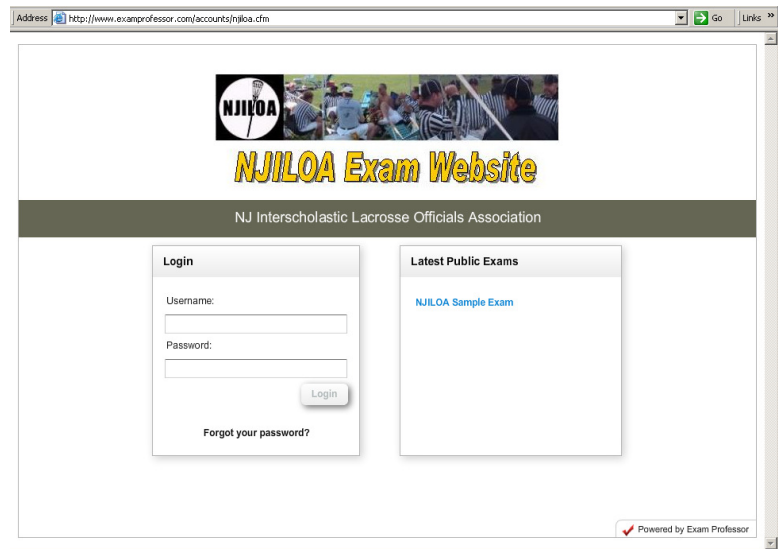 Address http://www.examprofessor.com/accounts/njiloa.cfm Go Links »
NJILOA
NJILOA Exam Website
NJ Interscholastic Lacrosse Officials Association
Login
Username:
Password:
Login
Forgot your password?
Latest Public Exams
NJILOA Sample Exam
Powered by Exam Professor